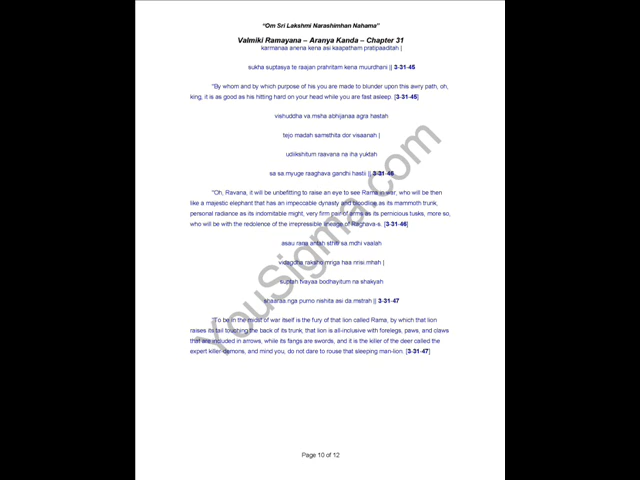 "Om Sri Lakshmi Narashimhan Nahama"
Valmiki Ramayana – Aranya Kanda – Chapter 31
karmanaa anena kena asi kaapatham pratipaaditah |
sukha suptasya te raajan prahritam kena muurdhani || 3-31-45
"By whom and by which purpose of his you are made to blunder upon this awry path, oh,
king, it is as good as his hitting hard on your head while you are fast asleep. [3-31-45]
vishuddha va.msha abhijanaa agra hastah
tejo madah samsthita dor visaanah |
udiikshitum raavana na iha yuktah
sa sa.myuge raaghava gandhi hastii || 3-31-46
"Oh, Ravana, it will be unbefitting to raise an eye to see Rama in war, who will be then
like a majestic elephant that has an impeccable dynasty and bloodline as its mammoth trunk,
personal radiance as its indomitable might, very firm pair of arms as its pernicious tusks, more so,
who will be with the redolence of the irrepressible lineage of Raghava-s. [3-31-46]
asau rana antah sthiti sa.mdhi vaalah
vidagdha raksho mriga haa nrisi.mhah |
suptah tvayaa bodhayitum na shakyah
shaaraa.nga purno nishita asi da.mstrah || 3-31-47
"To be in the midst of war itself is the fury of that lion called Rama, by which that lion
raises its tail touching the back of its trunk, that lion is all-inclusive with forelegs, paws, and claws
that are included in arrows, while its fangs are swords, and it is the killer of the deer called the
expert killer-demons, and mind you, do not dare to rouse that sleeping man-lion. [3-31-47]
YouSigma.com
Page 10 of 12